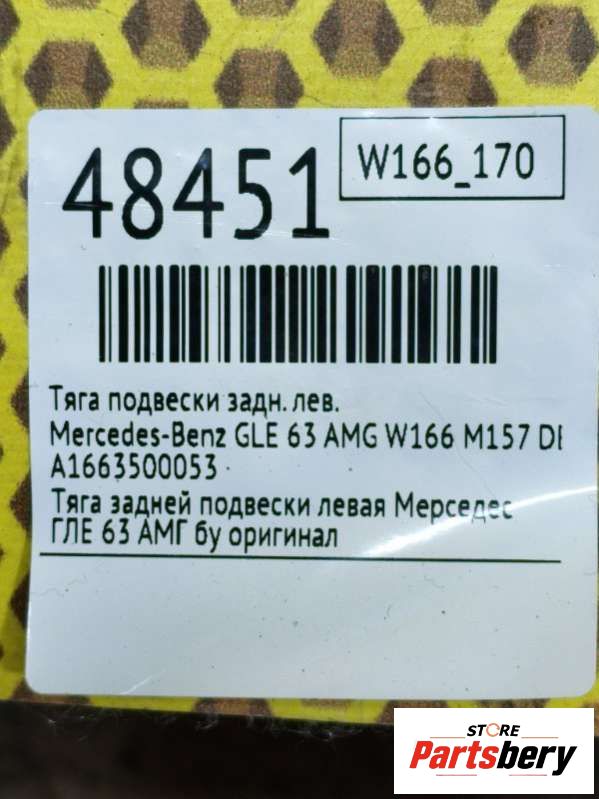 48451
W166_170
Тяга подвески задн. лев.
Mercedes-Benz GLE 63 AMG W166 M157 DE
A1663500053
Тяга задней подвески левая Мерседес
ГЛЕ 63 АМГ бу оригинал
STORE
Partsbery